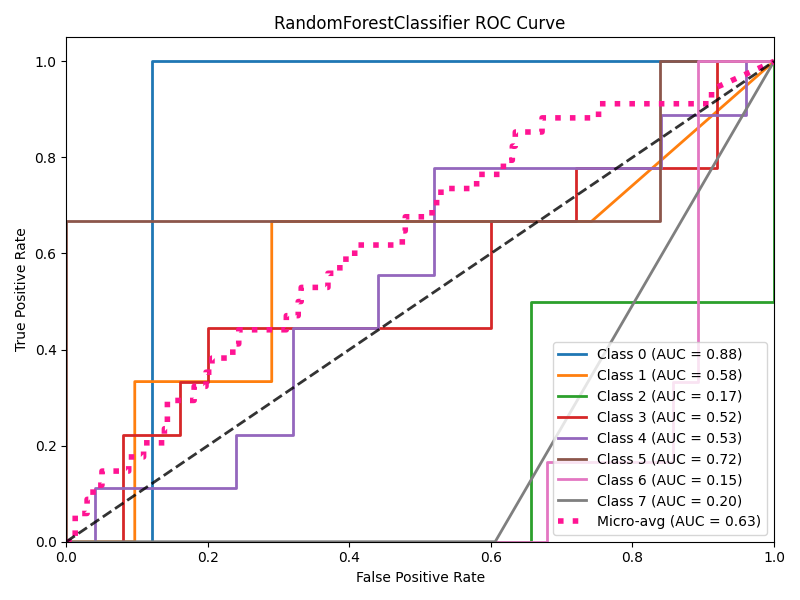 RandomForestClassifier ROC Curve
True Positive Rate
1.0
0.8
0.6
0.4
0.2
0.0
Class 0 (AUC = 0.88)
Class 1 (AUC = 0.58)
Class 2 (AUC = 0.17)
Class 3 (AUC = 0.52)
Class 4 (AUC = 0.53)
Class 5 (AUC = 0.72)
Class 6 (AUC = 0.15)
Class 7 (AUC = 0.20)
Micro-avg (AUC = 0.63)
0.0 0.2 0.4 0.6 0.8 1.0
False Positive Rate